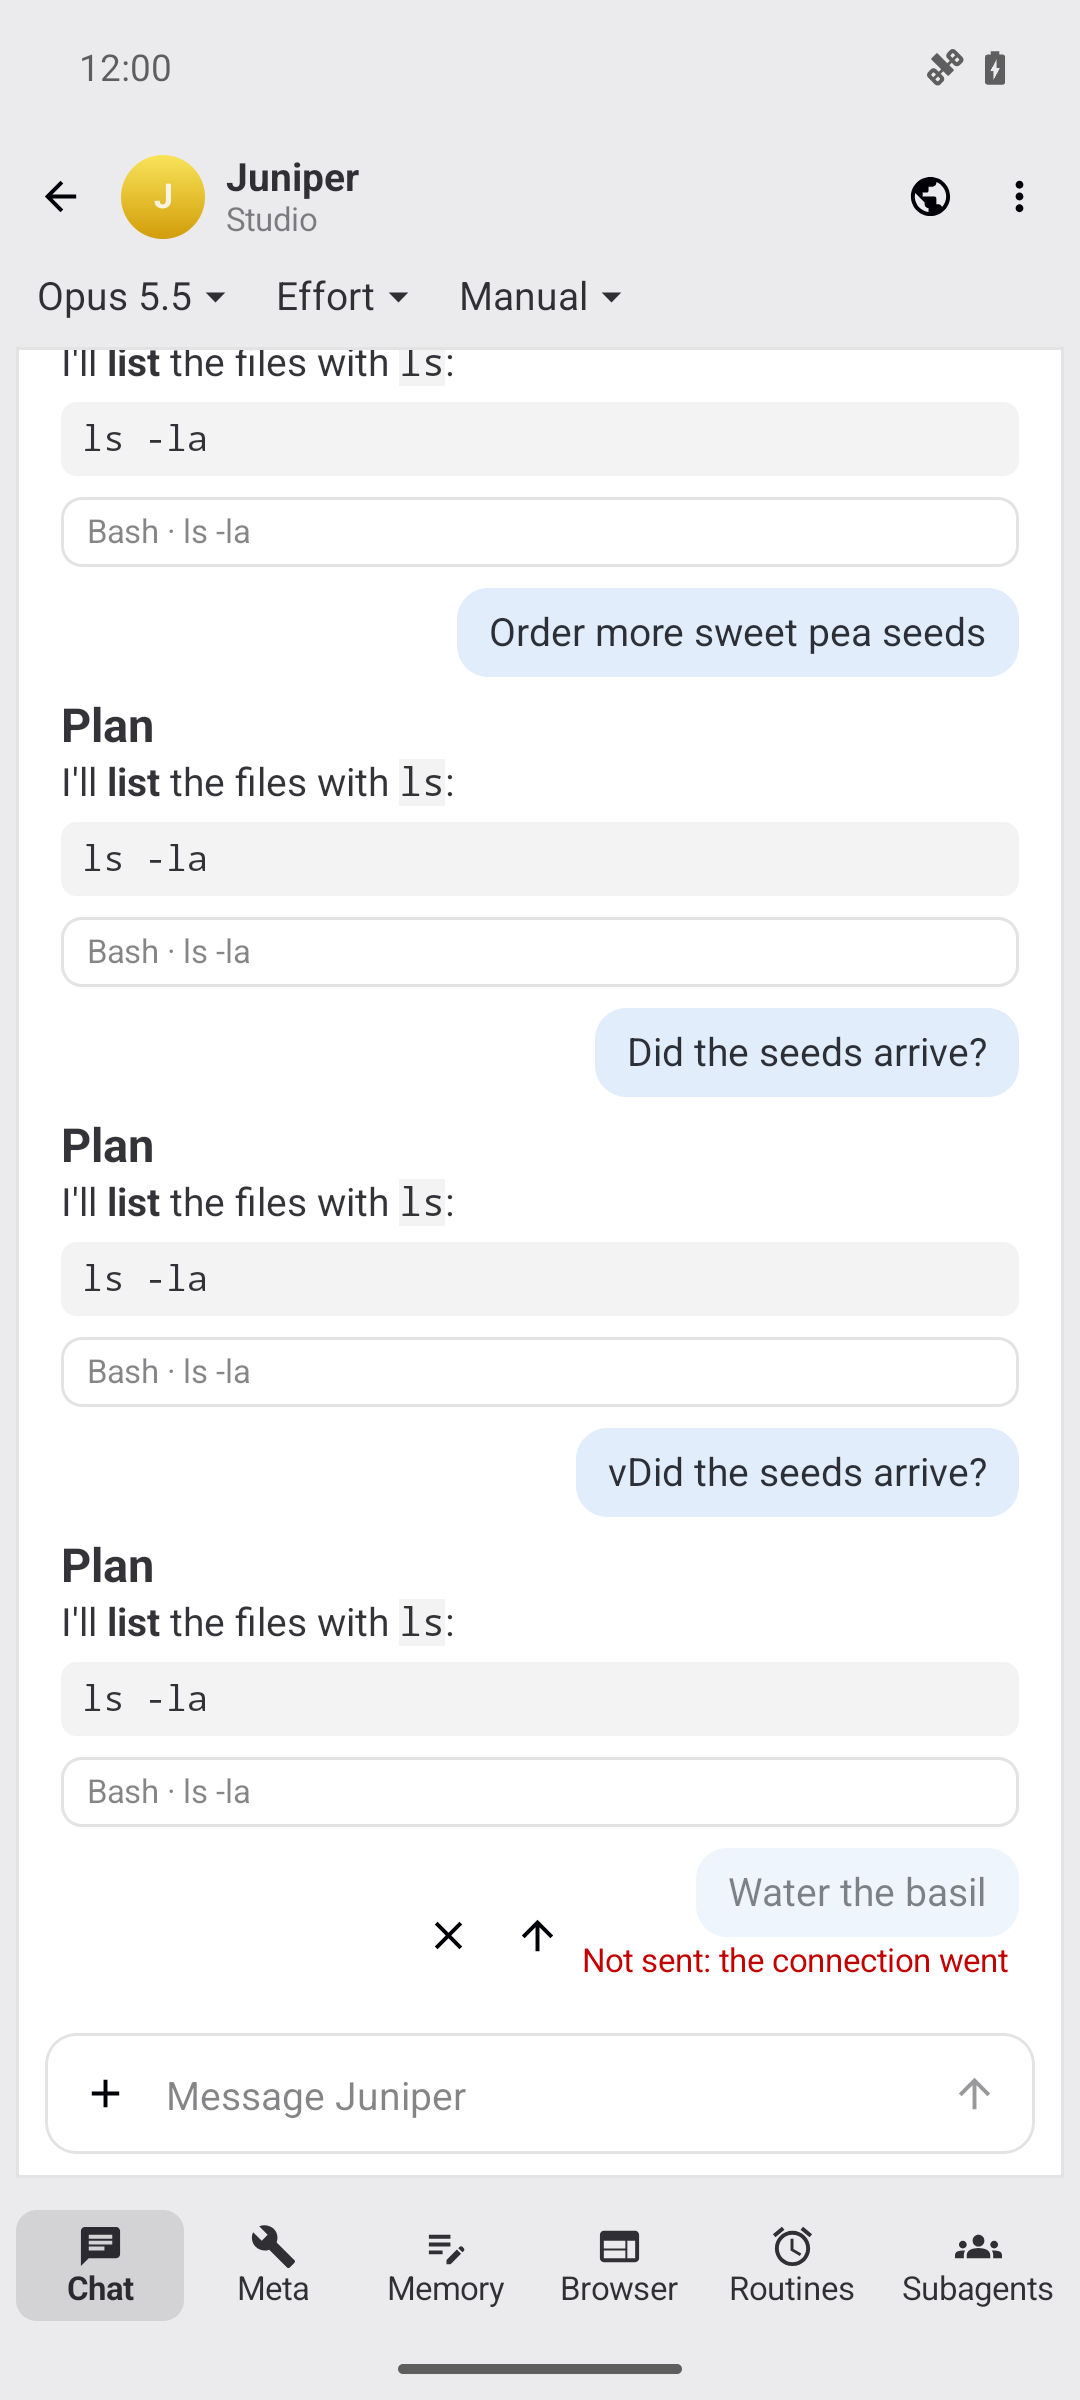 12:00
J
Juniper
Studio
Opus 5.5
Effort
Manual
I'll list the files with ls:
ls -la
Bash · ls -la
Order more sweet pea seeds
Plan
I'll list the files with ls:
ls -la
Bash · ls -la
Did the seeds arrive?
Plan
I'll list the files with ls:
ls -la
Bash · ls -la
vDid the seeds arrive?
Plan
I'll list the files with ls:
ls -la
Bash · ls -la
Water the basil
Not sent: the connection went
Message Juniper
Chat
Meta
Memory
Browser
Routines
Subagents